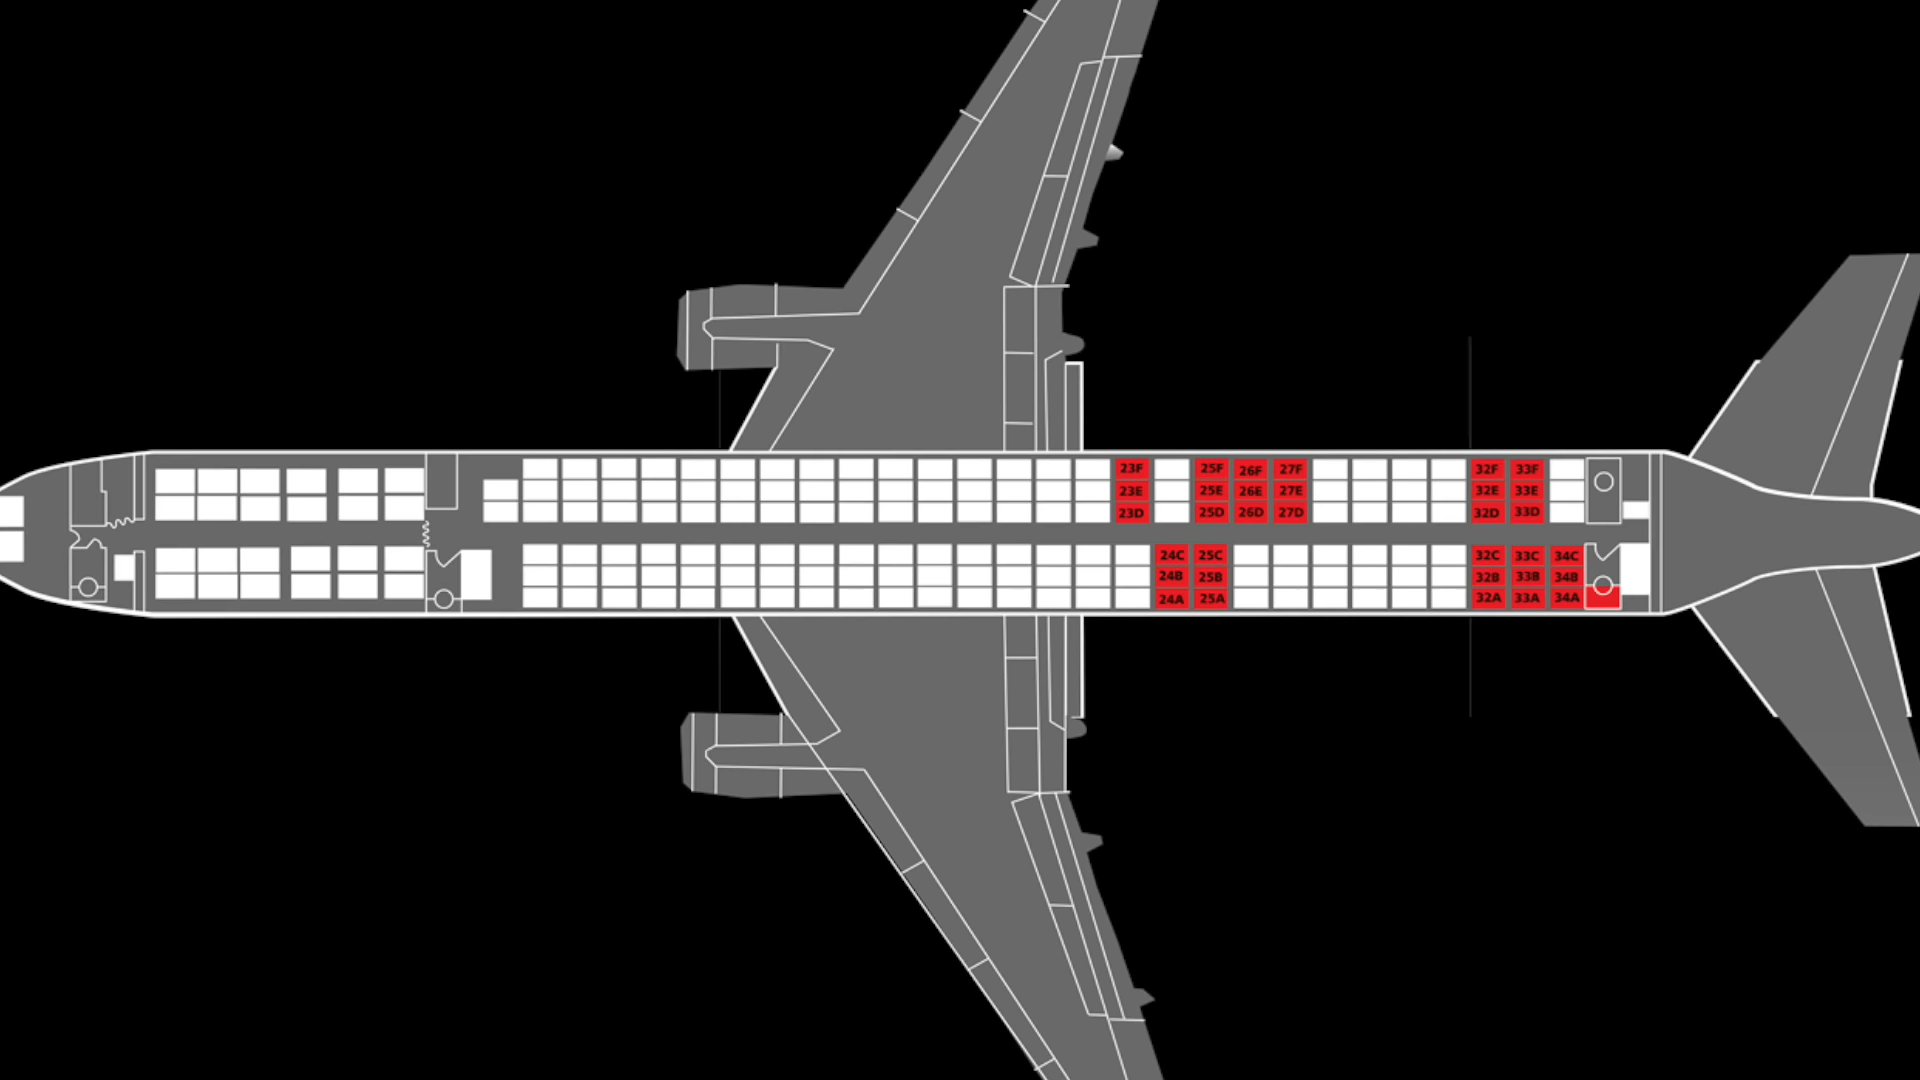 23F 25F 26F 27F 32F 33F
23E 25E 26E 27E 32E 33E
23D 25D 26D 27D 32D 33D
24C 25C 32C 33C 34C
24B 25B 32B 33B 34B
24A 25A 32A 33A 34A